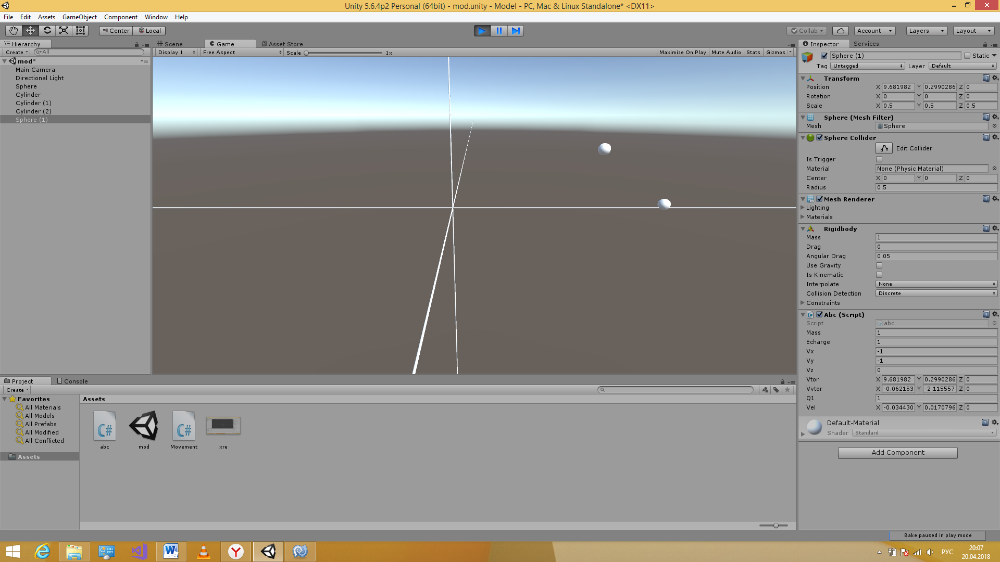 Unity 5.6.4p2 Personal (64bit) - mod.unity - Model - PC, Mac & Linux Standalone* <DX11>
File Edit Assets GameObject Component Window Help
Center Local Collab Account Layers Layout
Hierarchy
Create All
mod*
Main Camera
Directional Light
Sphere
Cylinder
Cylinder (1)
Cylinder (2)
Sphere (1)
Scene Game Asset Store
Display 1 Free Aspect Scale 1x Maximize On Play Mute Audio Stats Gizmos
Inspector Services
Sphere (1) Static
Tag Untagged Layer Default
Transform
Position X 9.681982 Y 0.2990286 Z 0
Rotation X 0 Y 0 Z 0
Scale X 0.5 Y 0.5 Z 0.5
Sphere (Mesh Filter)
Mesh Sphere
Sphere Collider
Edit Collider
Is Trigger
Material None (Physic Material)
Center X 0 Y 0 Z 0
Radius 0.5
Mesh Renderer
Lighting
Materials
Rigidbody
Mass 1
Drag 0
Angular Drag 0.05
Use Gravity
Is Kinematic
Interpolate None
Collision Detection Discrete
Constraints
Abc (Script)
Script abc
Mass 1
Echarge 1
Vx -1
Vy -1
Vz 0
Vtor X 9.681982 Y 0.2990286 Z 0
Vvtor X -0.062153 Y -2.115557 Z 0
Q1 1
Vel X -0.034430 Y 0.0170796 Z 0
Default-Material
Shader Standard
Add Component
Project Console
Create
Favorites
All Materials
All Models
All Prefabs
All Modified
All Conflicted
Assets
Assets
C# C#
abc mod Movement xre
Bake paused in play mode
РУС
20:07
20.04.2018